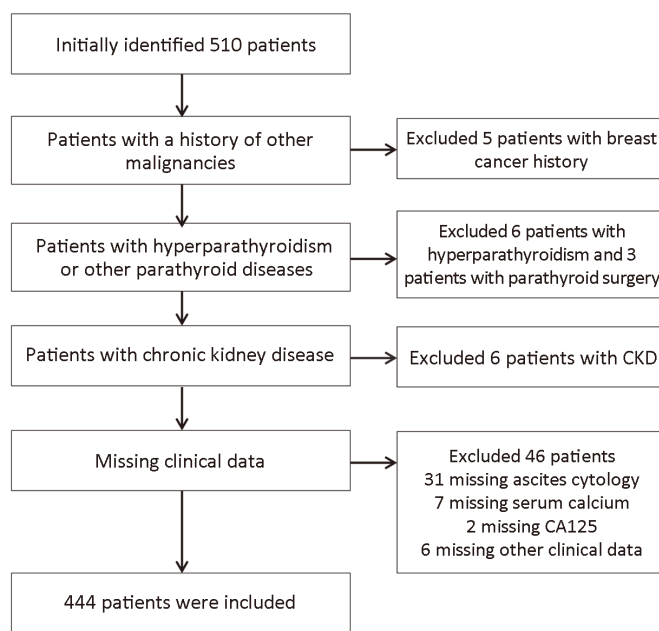 Initially identified 510 patients
Patients with a history of other
malignancies
Excluded 5 patients with breast
cancer history
Patients with hyperparathyroidism
or other parathyroid diseases
Excluded 6 patients with
hyperparathyroidism and 3
patients with parathyroid surgery
Patients with chronic kidney disease
Excluded 6 patients with CKD
Missing clinical data
Excluded 46 patients
31 missing ascites cytology
7 missing serum calcium
2 missing CA125
6 missing other clinical data
444 patients were included